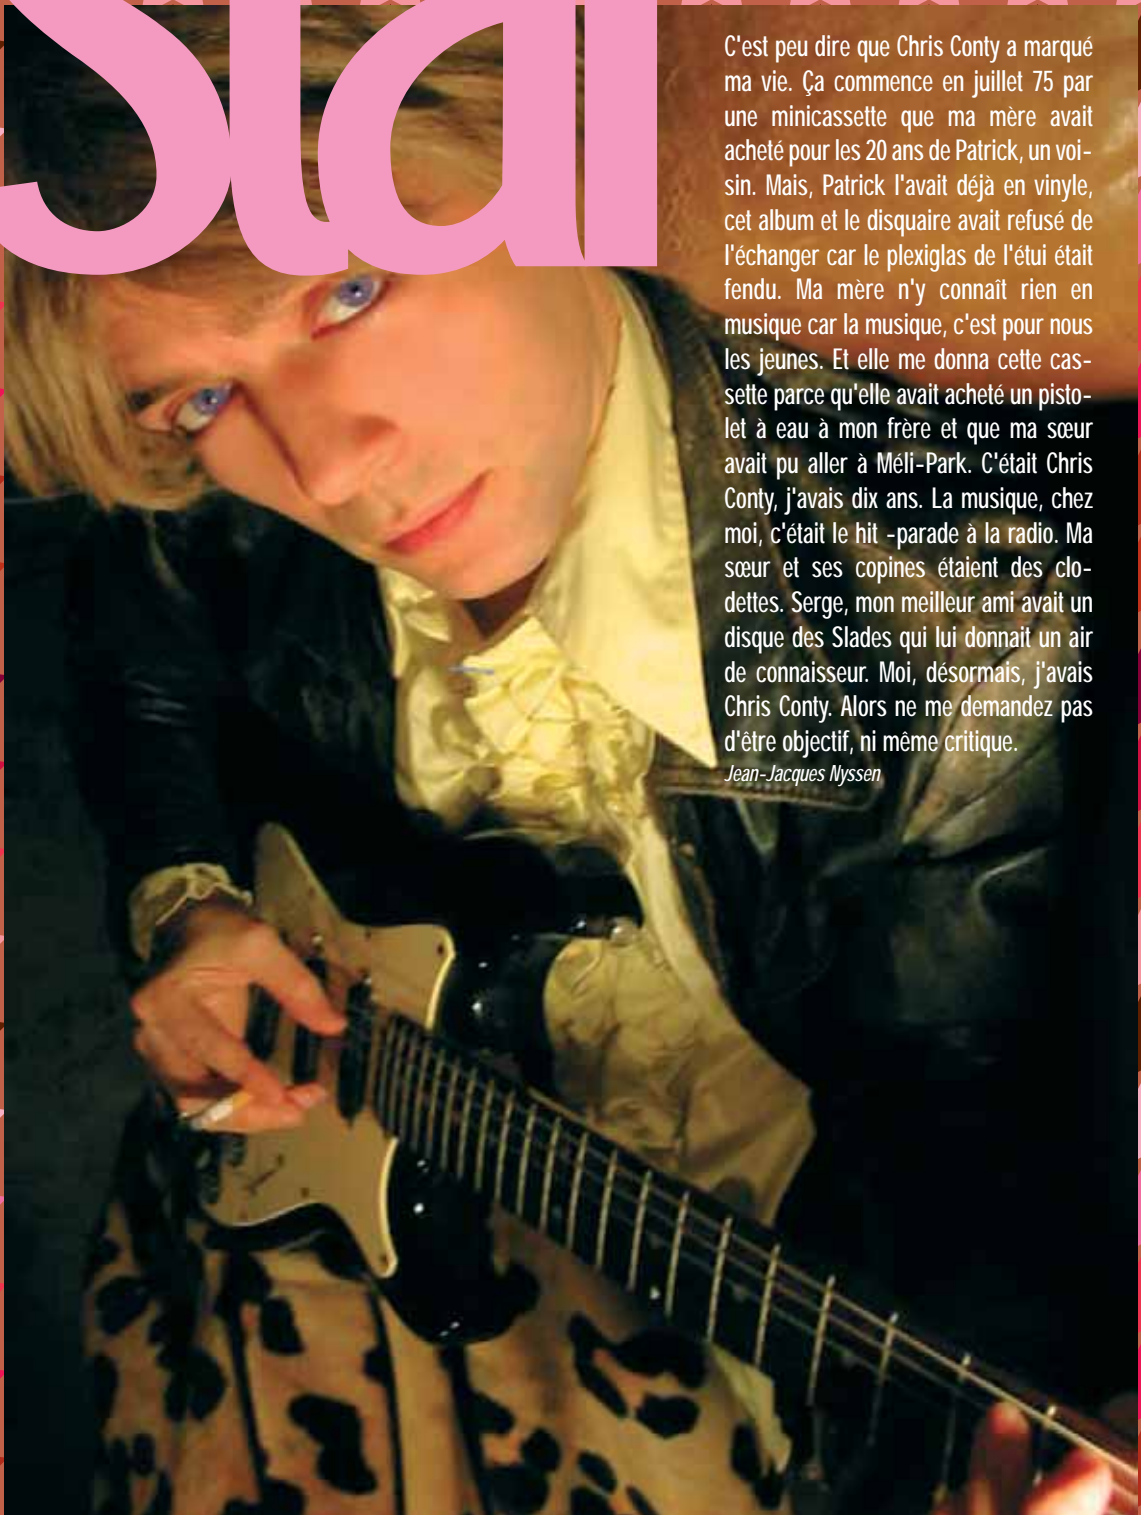 Star
C'est peu dire que Chris Conty a marqué
ma vie. Ça commence en juillet 75 par
une minicassette que ma mère avait
acheté pour les 20 ans de Patrick, un voi-
sin. Mais, Patrick l'avait déjà en vinyle,
cet album et le disquaire avait refusé de
l'échanger car le plexiglas de l'étui était
fendu. Ma mère n'y connaît rien en
musique car la musique, c'est pour nous
les jeunes. Et elle me donna cette cas-
sette parce qu'elle avait acheté un pisto-
let à eau à mon frère et que ma sœur
avait pu aller à Méli-Park. C'était Chris
Conty, j'avais dix ans. La musique, chez
moi, c'était le hit -parade à la radio. Ma
sœur et ses copines étaient des clo-
dettes. Serge, mon meilleur ami avait un
disque des Slades qui lui donnait un air
de connaisseur. Moi, désormais, j'avais
Chris Conty. Alors ne me demandez pas
d'être objectif, ni même critique.
Jean-Jacques Nyssen